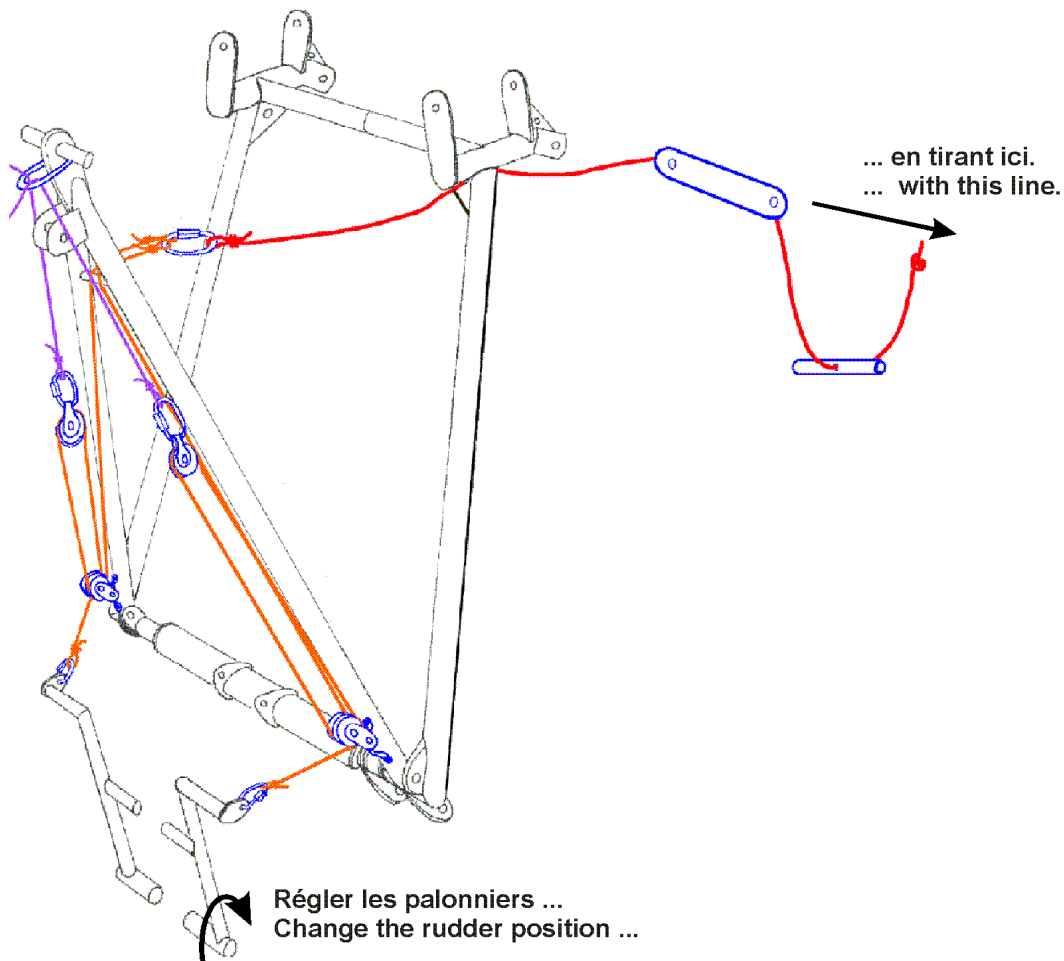 ... en tirant ici.
... with this line.
Régler les palonniers ...
Change the rudder position ...